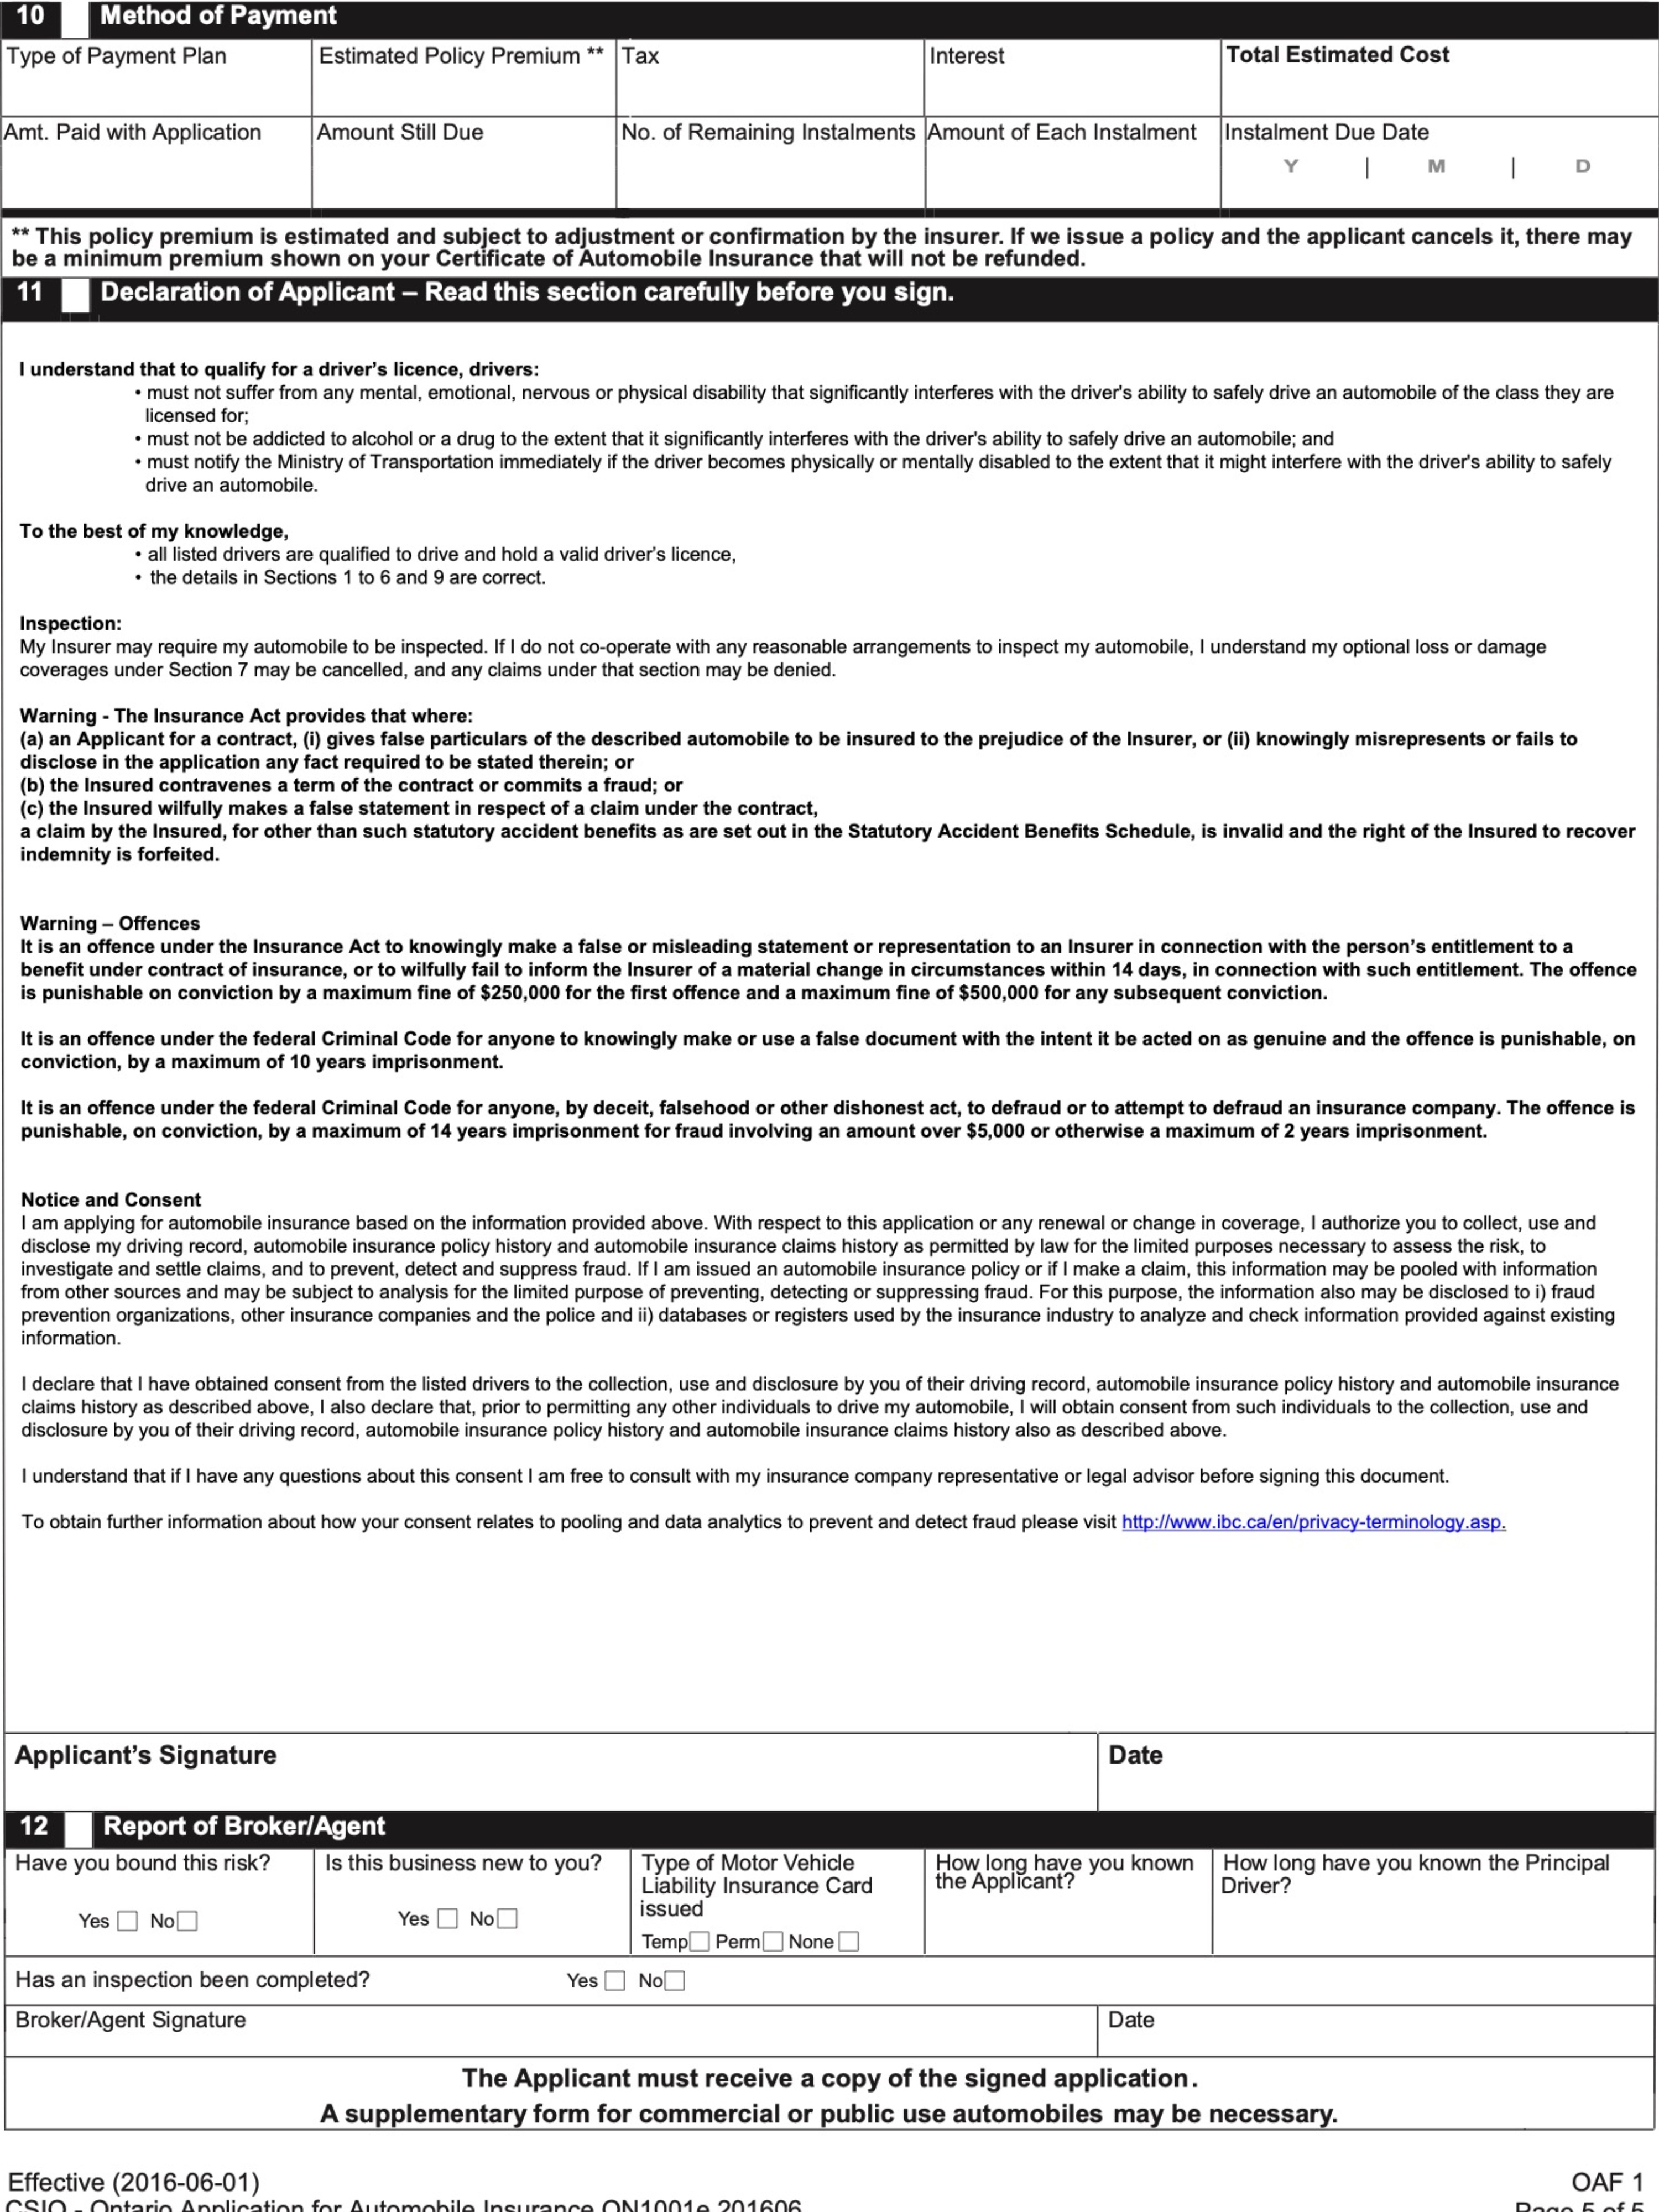 10 Method of Payment
Type of Payment Plan Estimated Policy Premium ** Tax Interest Total Estimated Cost
Amt. Paid with Application Amount Still Due No. of Remaining Instalments Amount of Each Instalment Instalment Due Date
Y | M | D
** This policy premium is estimated and subject to adjustment or confirmation by the insurer. If we issue a policy and the applicant cancels it, there may
be a minimum premium shown on your Certificate of Automobile Insurance that will not be refunded.
11 Declaration of Applicant – Read this section carefully before you sign.
I understand that to qualify for a driver’s licence, drivers:
• must not suffer from any mental, emotional, nervous or physical disability that significantly interferes with the driver's ability to safely drive an automobile of the class they are
licensed for;
• must not be addicted to alcohol or a drug to the extent that it significantly interferes with the driver's ability to safely drive an automobile; and
• must notify the Ministry of Transportation immediately if the driver becomes physically or mentally disabled to the extent that it might interfere with the driver's ability to safely
drive an automobile.
To the best of my knowledge,
• all listed drivers are qualified to drive and hold a valid driver’s licence,
• the details in Sections 1 to 6 and 9 are correct.
Inspection:
My Insurer may require my automobile to be inspected. If I do not co-operate with any reasonable arrangements to inspect my automobile, I understand my optional loss or damage
coverages under Section 7 may be cancelled, and any claims under that section may be denied.
Warning - The Insurance Act provides that where:
(a) an Applicant for a contract, (i) gives false particulars of the described automobile to be insured to the prejudice of the Insurer, or (ii) knowingly misrepresents or fails to
disclose in the application any fact required to be stated therein; or
(b) the Insured contravenes a term of the contract or commits a fraud; or
(c) the Insured wilfully makes a false statement in respect of a claim under the contract,
a claim by the Insured, for other than such statutory accident benefits as are set out in the Statutory Accident Benefits Schedule, is invalid and the right of the Insured to recover
indemnity is forfeited.
Warning – Offences
It is an offence under the Insurance Act to knowingly make a false or misleading statement or representation to an Insurer in connection with the person’s entitlement to a
benefit under contract of insurance, or to wilfully fail to inform the Insurer of a material change in circumstances within 14 days, in connection with such entitlement. The offence
is punishable on conviction by a maximum fine of $250,000 for the first offence and a maximum fine of $500,000 for any subsequent conviction.
It is an offence under the federal Criminal Code for anyone to knowingly make or use a false document with the intent it be acted on as genuine and the offence is punishable, on
conviction, by a maximum of 10 years imprisonment.
It is an offence under the federal Criminal Code for anyone, by deceit, falsehood or other dishonest act, to defraud or to attempt to defraud an insurance company. The offence is
punishable, on conviction, by a maximum of 14 years imprisonment for fraud involving an amount over $5,000 or otherwise a maximum of 2 years imprisonment.
Notice and Consent
I am applying for automobile insurance based on the information provided above. With respect to this application or any renewal or change in coverage, I authorize you to collect, use and
disclose my driving record, automobile insurance policy history and automobile insurance claims history as permitted by law for the limited purposes necessary to assess the risk, to
investigate and settle claims, and to prevent, detect and suppress fraud. If I am issued an automobile insurance policy or if I make a claim, this information may be pooled with information
from other sources and may be subject to analysis for the limited purpose of preventing, detecting or suppressing fraud. For this purpose, the information also may be disclosed to i) fraud
prevention organizations, other insurance companies and the police and ii) databases or registers used by the insurance industry to analyze and check information provided against existing
information.
I declare that I have obtained consent from the listed drivers to the collection, use and disclosure by you of their driving record, automobile insurance policy history and automobile insurance
claims history as described above, I also declare that, prior to permitting any other individuals to drive my automobile, I will obtain consent from such individuals to the collection, use and
disclosure by you of their driving record, automobile insurance policy history and automobile insurance claims history also as described above.
I understand that if I have any questions about this consent I am free to consult with my insurance company representative or legal advisor before signing this document.
To obtain further information about how your consent relates to pooling and data analytics to prevent and detect fraud please visit http://www.ibc.ca/en/privacy-terminology.asp.
Applicant’s Signature Date
12 Report of Broker/Agent
Have you bound this risk? Is this business new to you? Type of Motor Vehicle
Liability Insurance Card
issued
How long have you known
the Applicant?
How long have you known the Principal
Driver?
Yes No Yes No Temp Perm None
Has an inspection been completed? Yes No
Broker/Agent Signature Date
The Applicant must receive a copy of the signed application.
A supplementary form for commercial or public use automobiles may be necessary.
Effective (2016-06-01) OAF 1
CSIO - Ontario Application for Automobile Insurance ON1001e 201606 Page 5 of 5